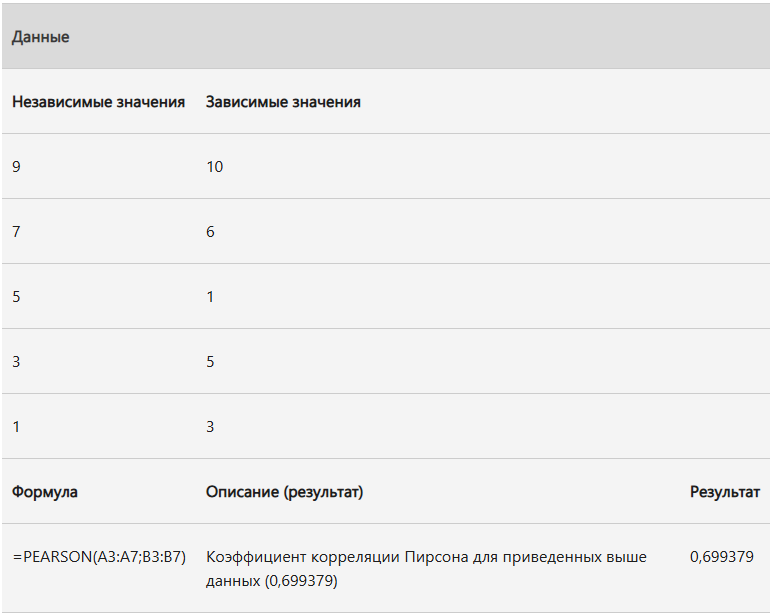 Данные
Независимые значения Зависимые значения
9 10
7 6
5 1
3 5
1 3
Формула Описание (результат) Результат
=PEARSON(A3:A7;B3:B7) Коэффициент корреляции Пирсона для приведенных выше 0,699379
данных (0,699379)